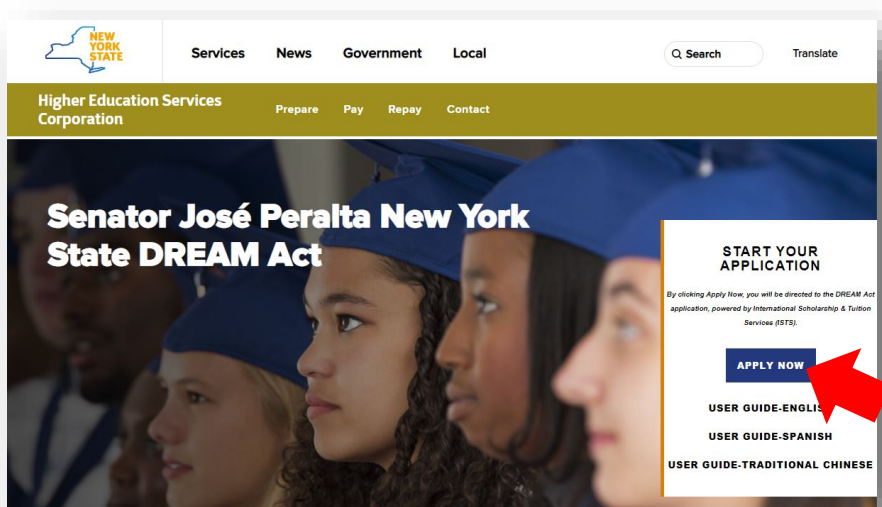 NEW
YORK
STATE
Services News Government Local
Search
Translate
Higher Education Services
Corporation
Prepare Pay Repay Contact
Senator José Peralta New York
State DREAM Act
START YOUR
APPLICATION
By clicking Apply Now, you will be directed to the DREAM Act
application, powered by International Scholarship & Tuition
Services (ISTS).
APPLY NOW
USER GUIDE-ENGLIS
USER GUIDE-SPANISH
USER GUIDE-TRADITIONAL CHINESE